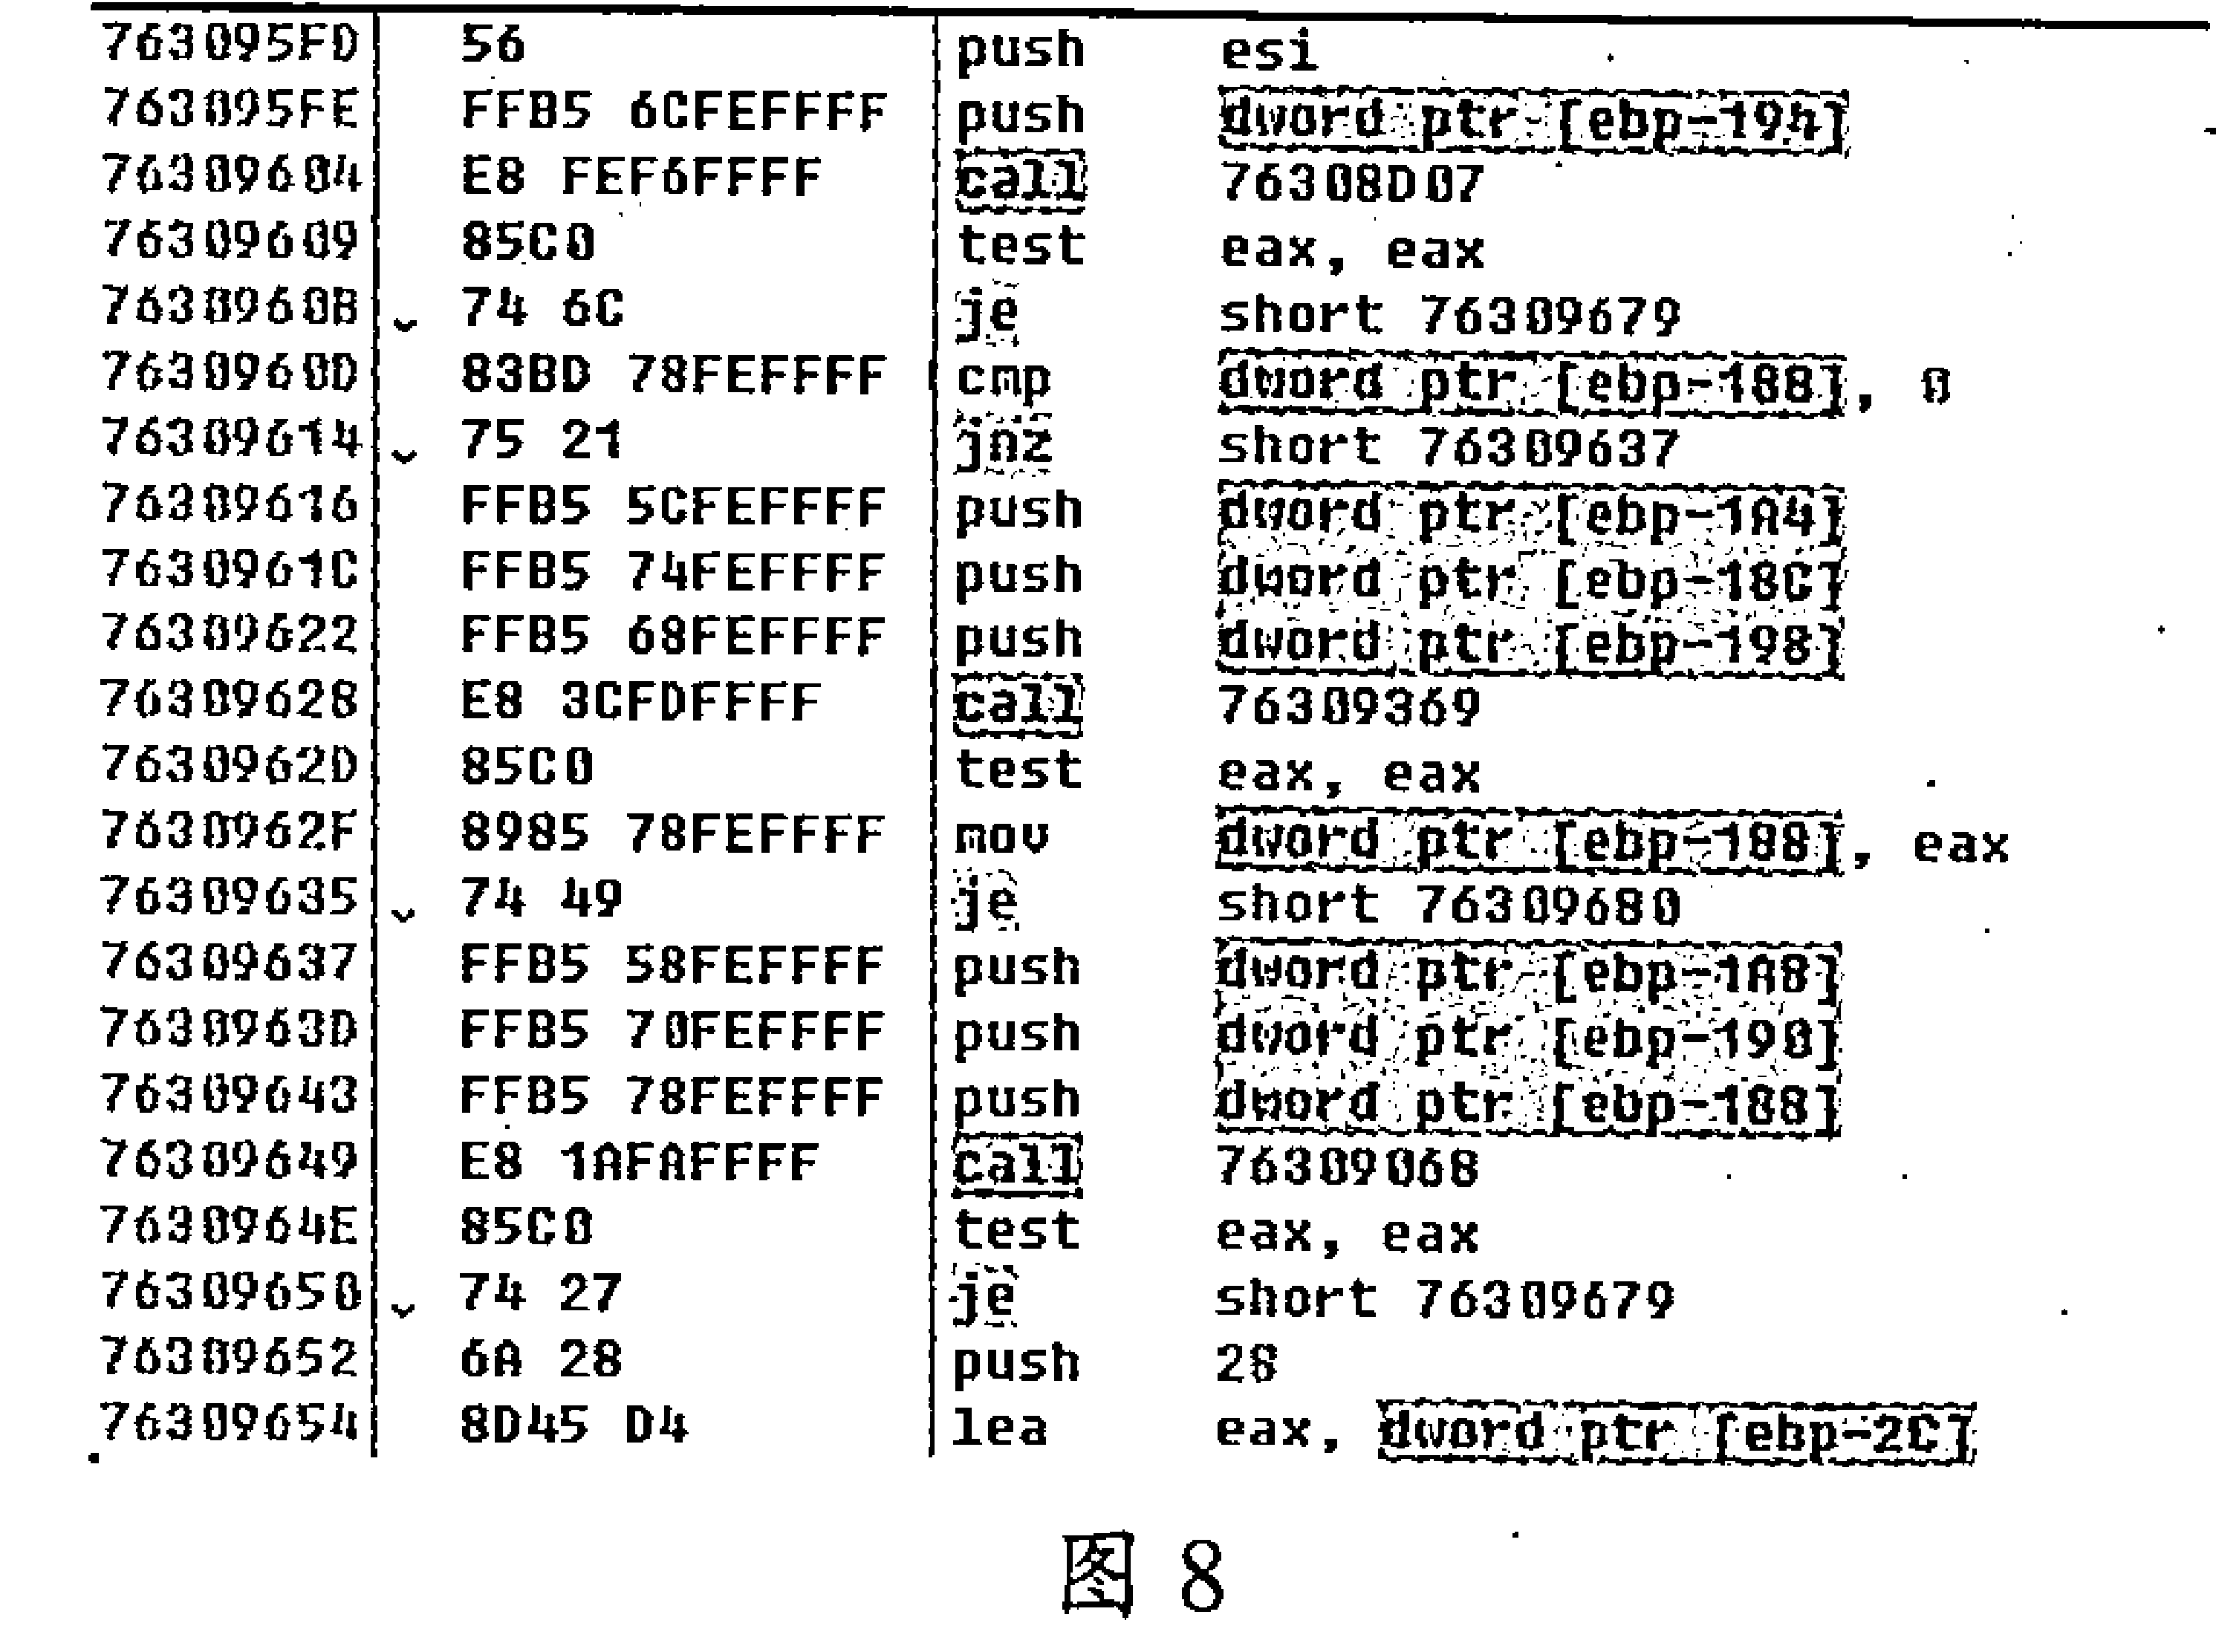 763095FD 56 push esi
763095FE FFB5 6CFEFFFF push dword ptr [ebp-194]
76309604 E8 FEF6FFFF call 76308D07
76309609 85C0 test eax, eax
7630960B 74 6C je short 76309679
7630960D 83BD 78FEFFFF cmp dword ptr [ebp-188], 0
76309614 75 21 jnz short 76309637
76309616 FFB5 5CFEFFFF push dword ptr [ebp-1A4]
7630961C FFB5 74FEFFFF push dword ptr [ebp-18C]
76309622 FFB5 68FEFFFF push dword ptr [ebp-198]
76309628 E8 3CFDFFFF call 76309369
7630962D 85C0 test eax, eax
7630962F 8985 78FEFFFF mov dword ptr [ebp-188], eax
76309635 74 49 je short 76309680
76309637 FFB5 58FEFFFF push dword ptr [ebp-1A8]
7630963D FFB5 70FEFFFF push dword ptr [ebp-190]
76309643 FFB5 78FEFFFF push dword ptr [ebp-188]
76309649 E8 1AFAFFFF call 76309068
7630964E 85C0 test eax, eax
76309650 74 27 je short 76309679
76309652 6A 28 push 28
76309654 8D45 D4 lea eax, dword ptr [ebp-2C]
图 8